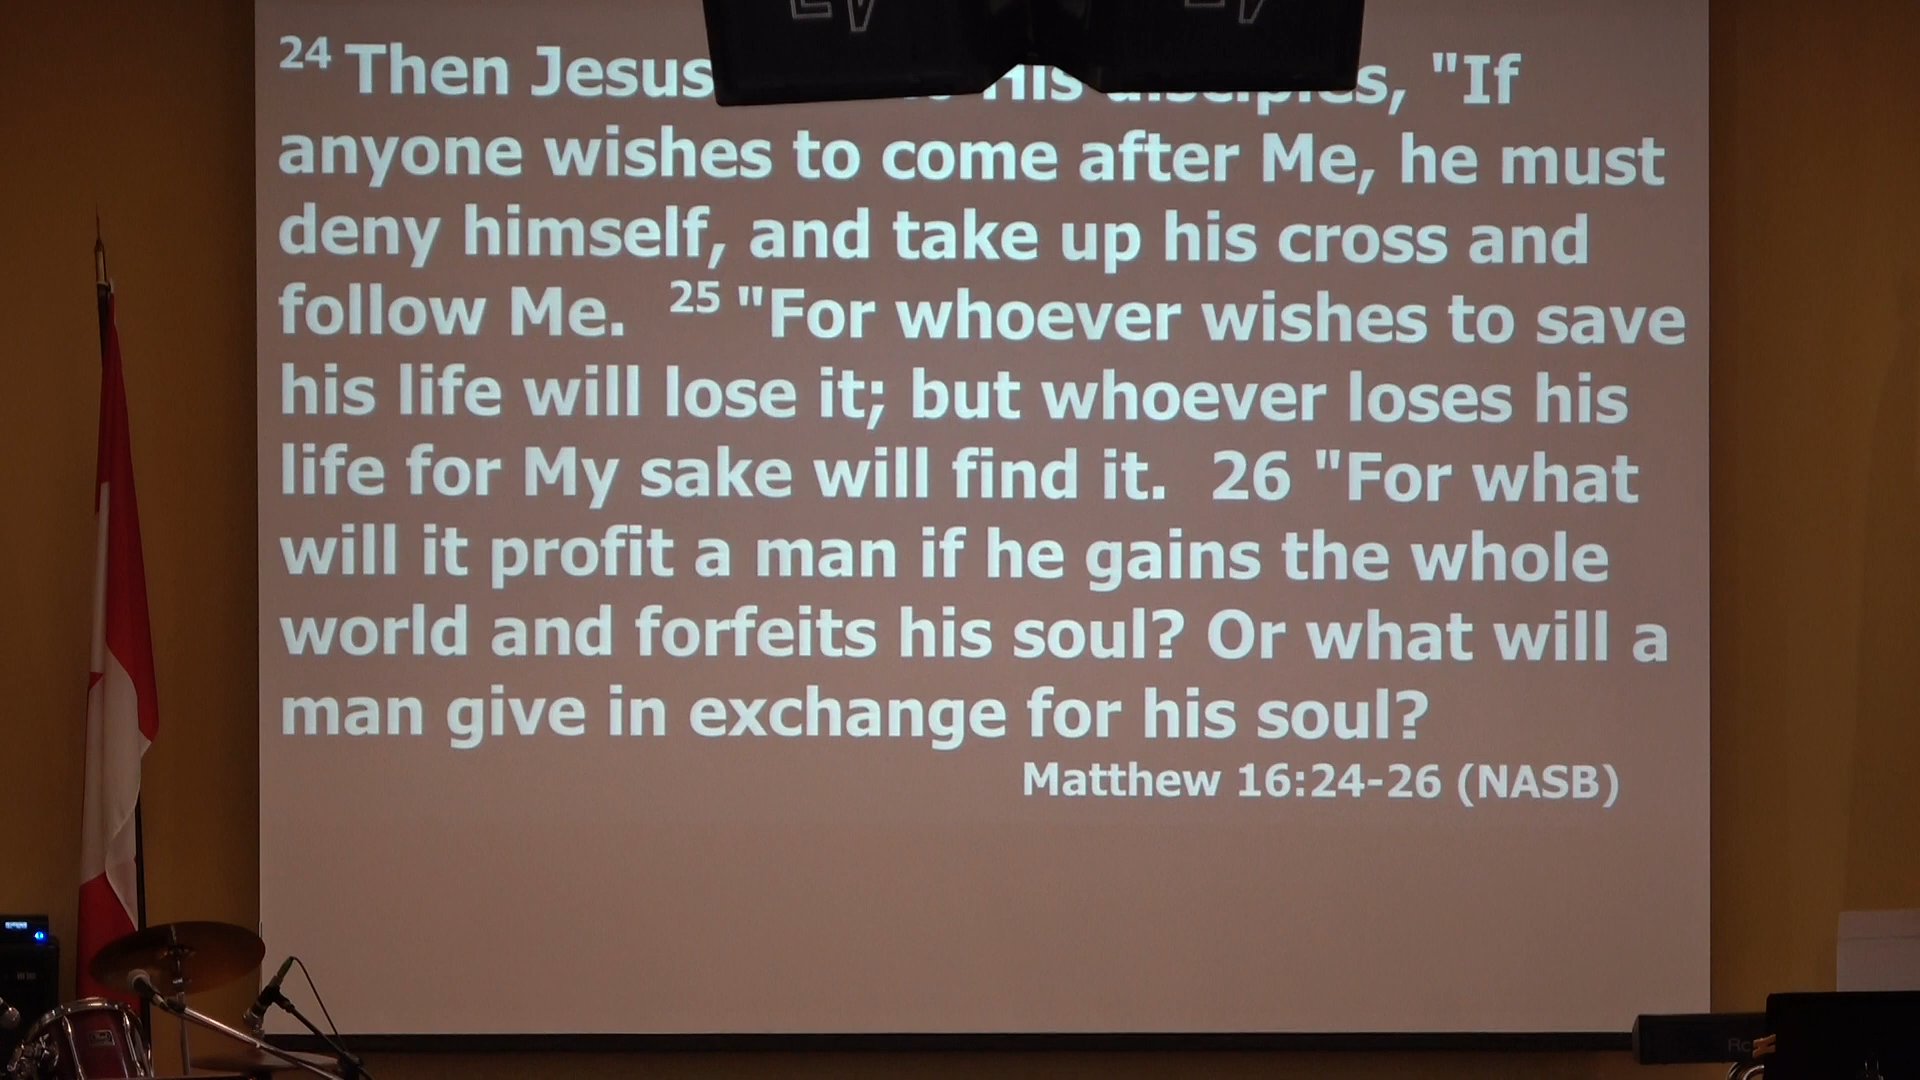 24 Then Jesus to His disciples, "If
anyone wishes to come after Me, he must
deny himself, and take up his cross and
follow Me. 25 "For whoever wishes to save
his life will lose it; but whoever loses his
life for My sake will find it. 26 "For what
will it profit a man if he gains the whole
world and forfeits his soul? Or what will a
man give in exchange for his soul?
Matthew 16:24-26 (NASB)